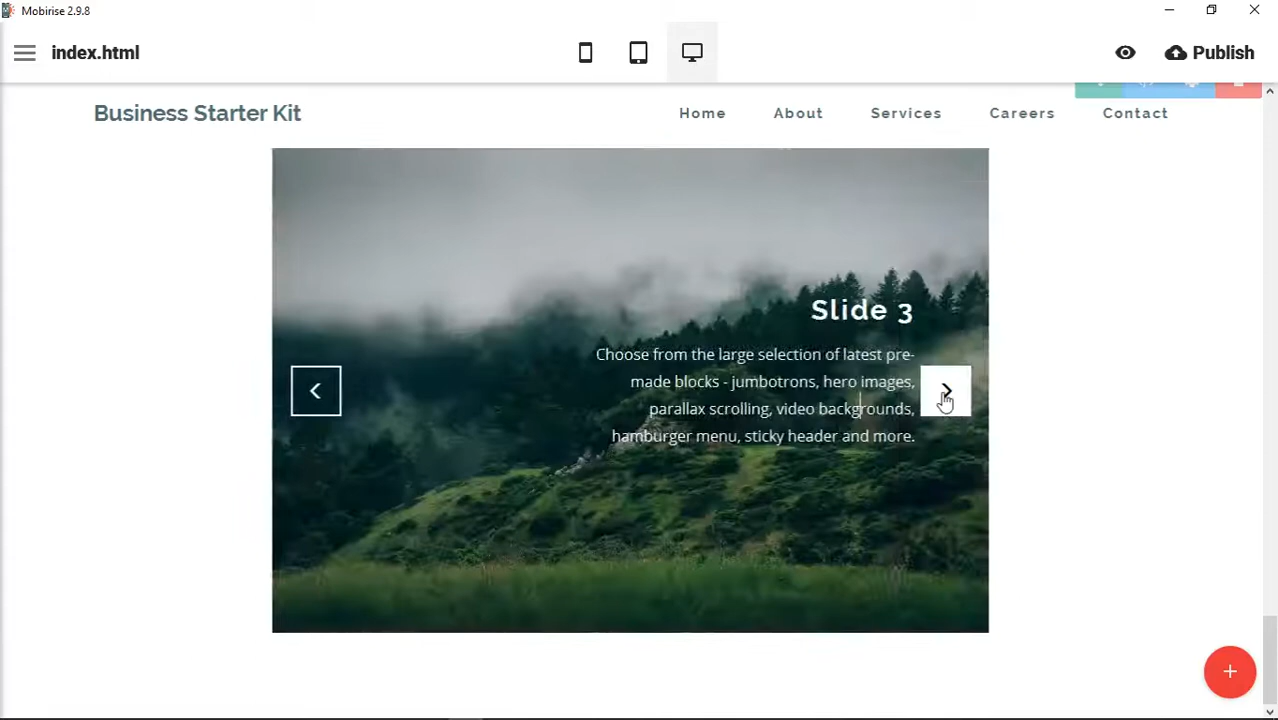 Mobirise 2.9.8
index.html
Publish
Business Starter Kit
Home About Services Careers Contact
Slide 3
Choose from the large selection of latest pre-
made blocks - jumbotrons, hero images,
parallax scrolling, video backgrounds,
hamburger menu, sticky header and more.